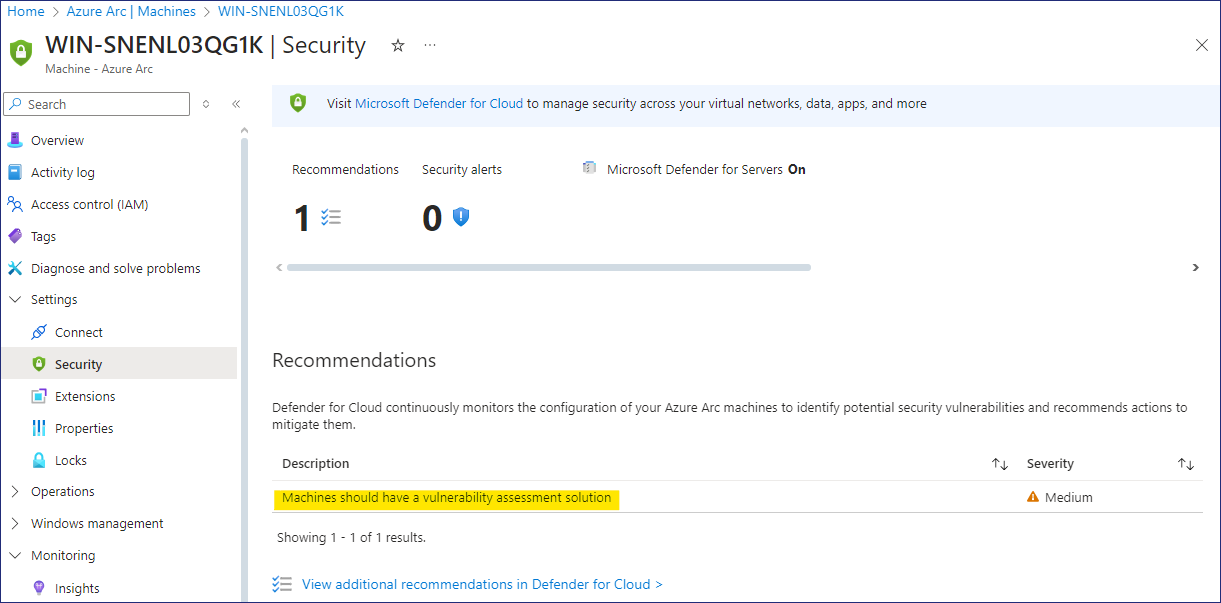 Home > Azure Arc | Machines > WIN-SNENL03QG1K
WIN-SNENL03QG1K | Security
Machine - Azure Arc
Search
Overview
Activity log
Access control (IAM)
Tags
Diagnose and solve problems
Settings
Connect
Security
Extensions
Properties
Locks
Operations
Windows management
Monitoring
Insights
Visit Microsoft Defender for Cloud to manage security across your virtual networks, data, apps, and more
Recommendations Security alerts Microsoft Defender for Servers On
1 0
Recommendations
Defender for Cloud continuously monitors the configuration of your Azure Arc machines to identify potential security vulnerabilities and recommends actions to
mitigate them.
Description Severity
Machines should have a vulnerability assessment solution Medium
Showing 1 - 1 of 1 results.
View additional recommendations in Defender for Cloud >